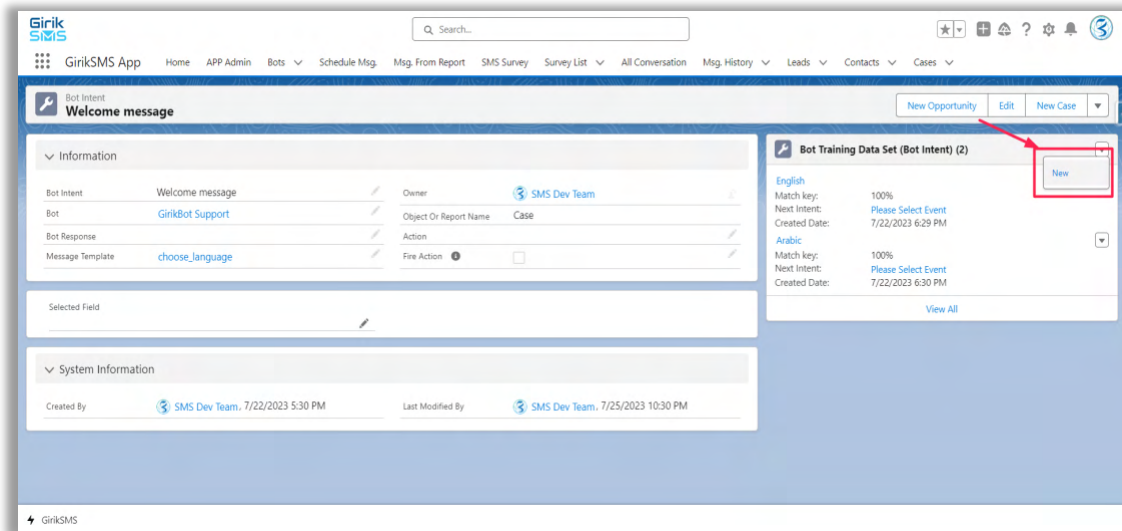 Girik
SMS
Search...
GirikSMS App Home APP Admin Bots Schedule Msg. Msg. From Report SMS Survey Survey List All Conversation Msg. History Leads Contacts Cases
Bot Intent
Welcome message
New Opportunity Edit New Case
Information
Bot Intent Welcome message
Owner SMS Dev Team
Bot GirikBot Support
Object Or Report Name Case
Bot Response
Action
Message Template choose_language
Fire Action
Selected Field
System Information
Created By SMS Dev Team, 7/22/2023 5:30 PM
Last Modified By SMS Dev Team, 7/25/2023 10:30 PM
Bot Training Data Set (Bot Intent) (2)
New
English
Match key: 100%
Next Intent: Please Select Event
Created Date: 7/22/2023 6:29 PM
Arabic
Match key: 100%
Next Intent: Please Select Event
Created Date: 7/22/2023 6:30 PM
View All
GirikSMS